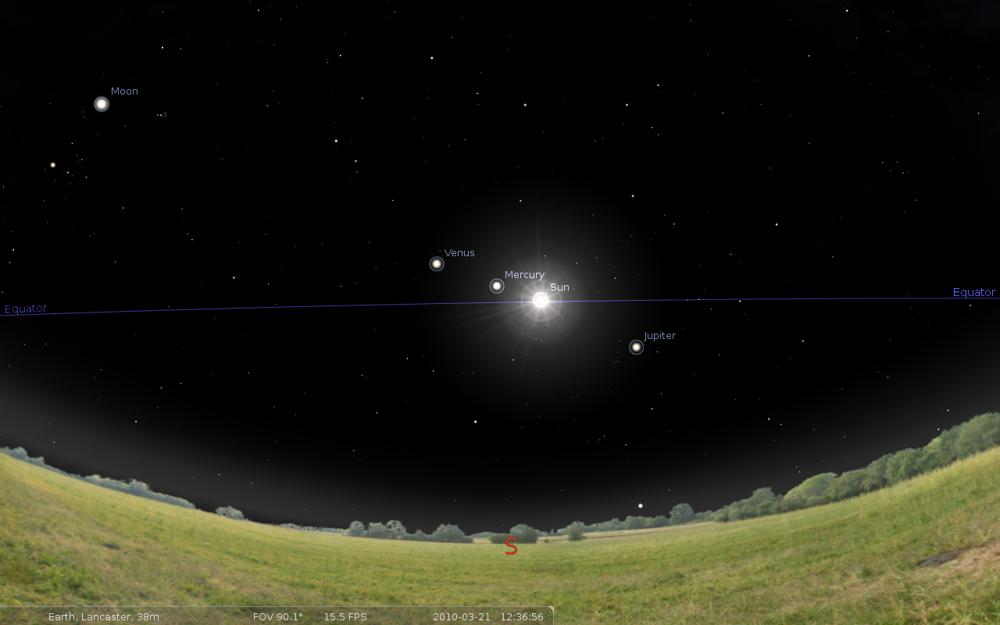 Moon
Venus
Mercury
Sun
Equator
Equator
Jupiter
S
Earth, Lancaster, 38m FOV 90.1° 15.5 FPS 2010-03-21 12:36:56